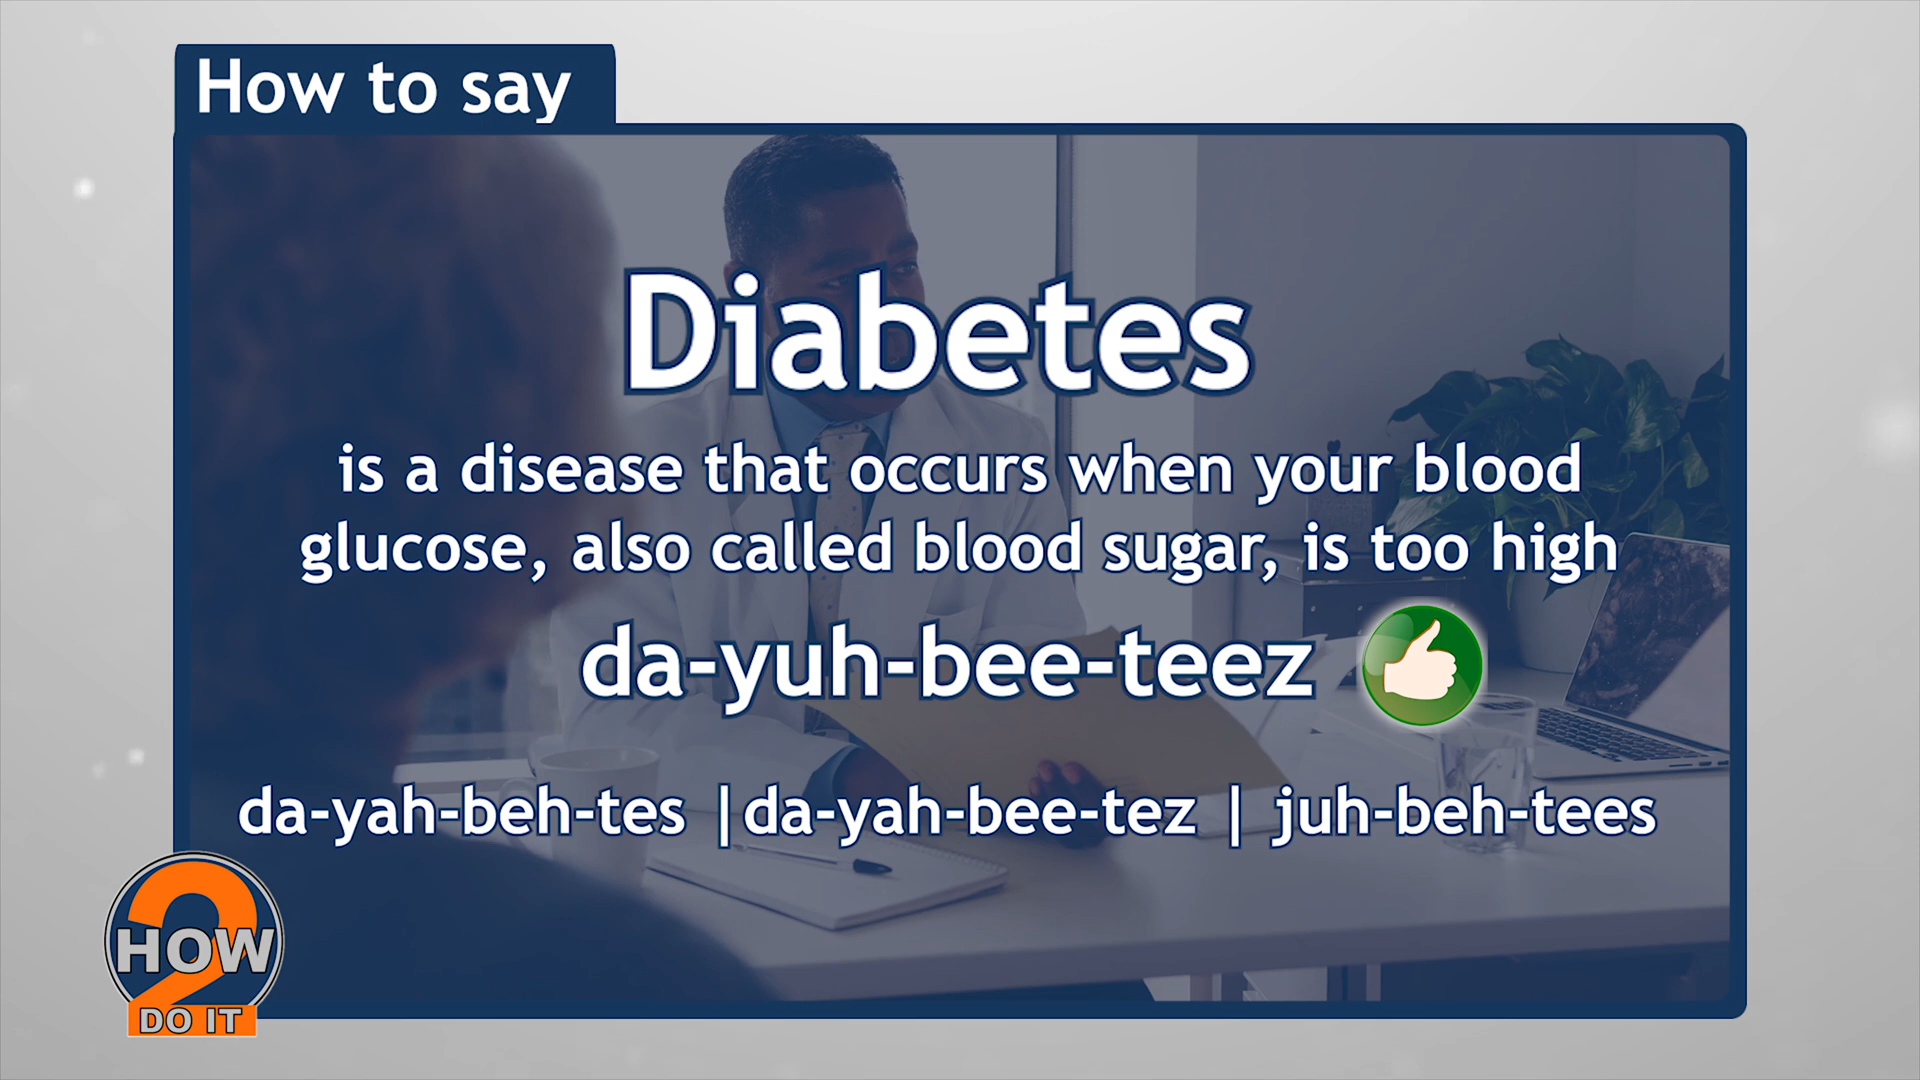 How to say
Diabetes
is a disease that occurs when your blood
glucose, also called blood sugar, is too high
da-yuh-bee-teez
da-yah-beh-tes |da-yah-bee-tez | juh-beh-tees
2
HOW
DO IT